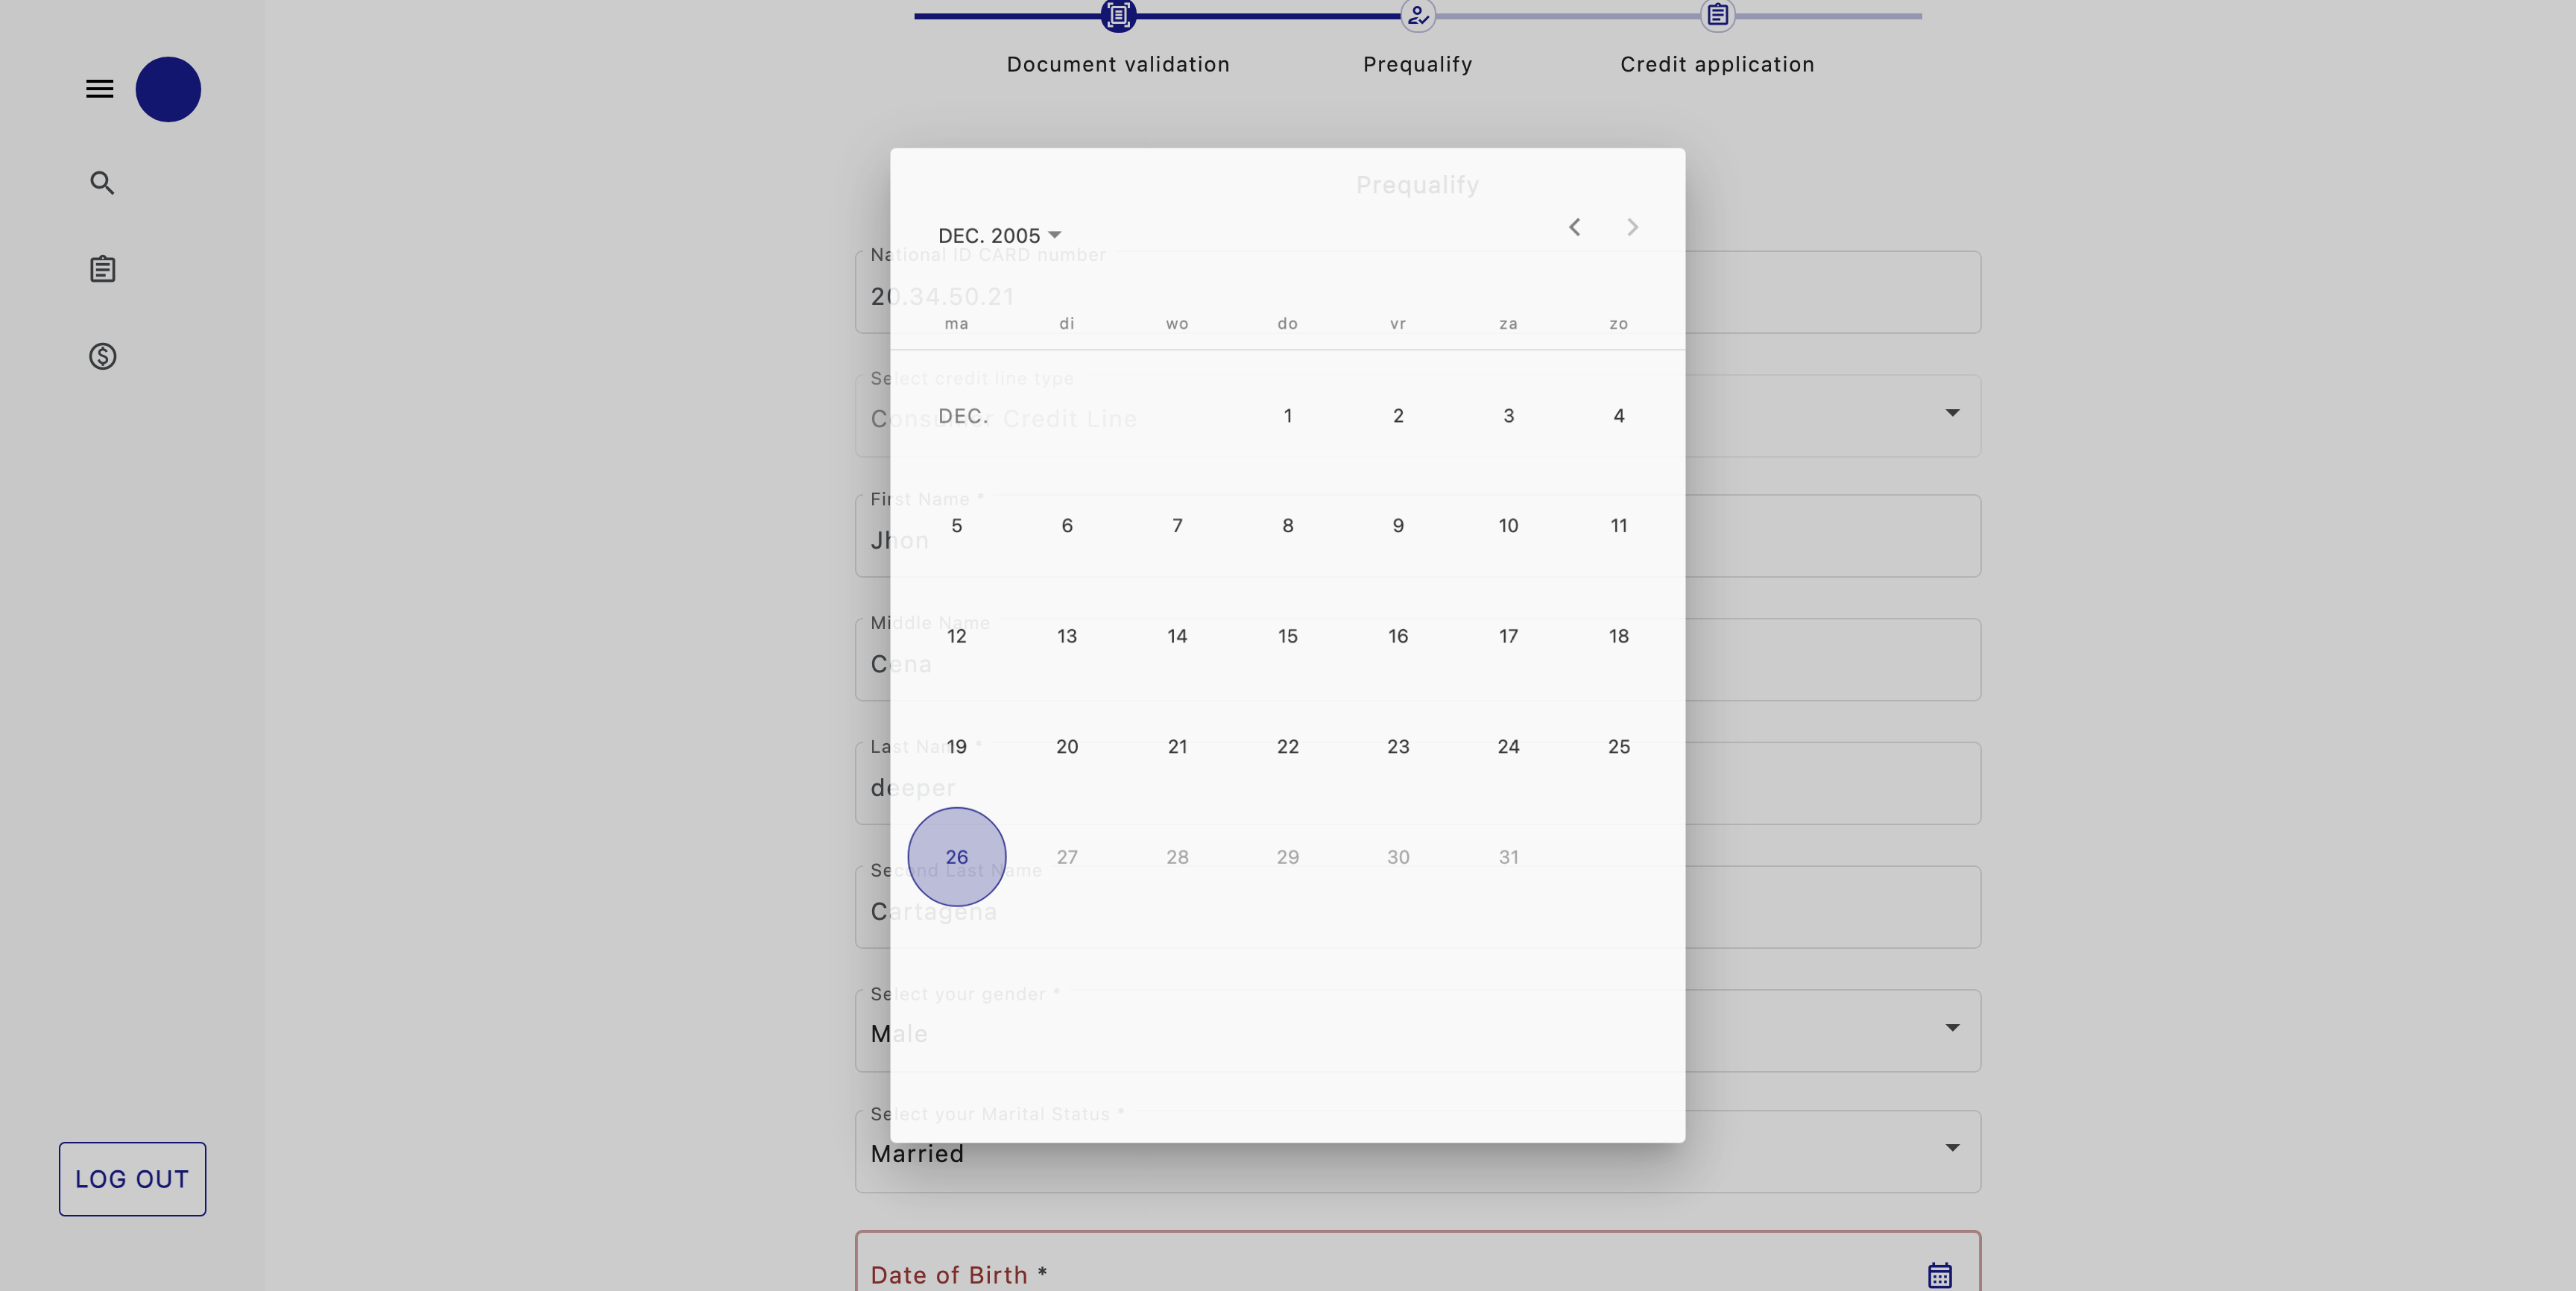 Document validation
Prequalify
Credit application
Prequalify
DEC. 2005
National ID CARD number
20.34.50.21
ma di wo do vr za zo
Select credit line type
Consumer Credit Line
DEC. 1 2 3 4
First Name *
5 6 7 8 9 10 11
Jhon
Middle Name
12 13 14 15 16 17 18
Cena
Last Name *
19 20 21 22 23 24 25
deeper
26 27 28 29 30 31
Second Last Name
Cartagena
Select your gender *
Male
Select your Marital Status *
Married
LOG OUT
Date of Birth *